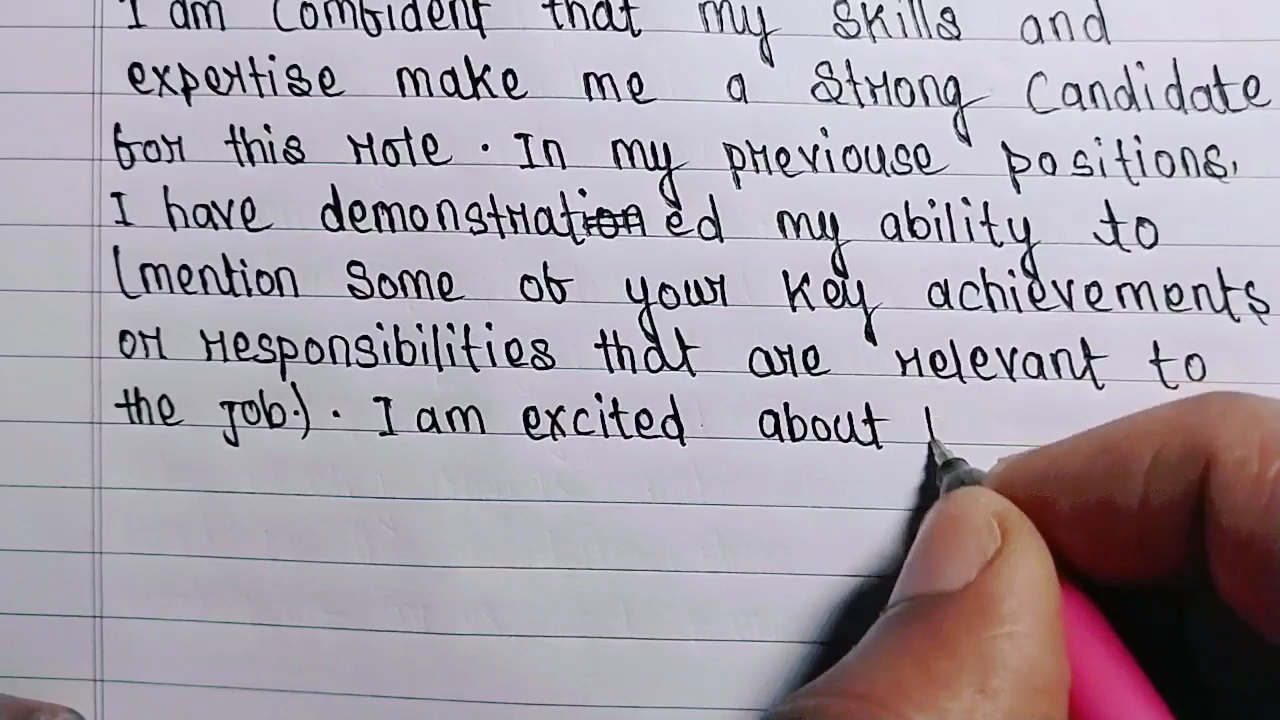 I am Confident that my skills and
expertise make me a Strong Candidate
for this role. In my previouse positions,
I have demonstrationed my ability to
(mention some of your key achievements
or responsibilities that are relevant to
the job.). I am excited about